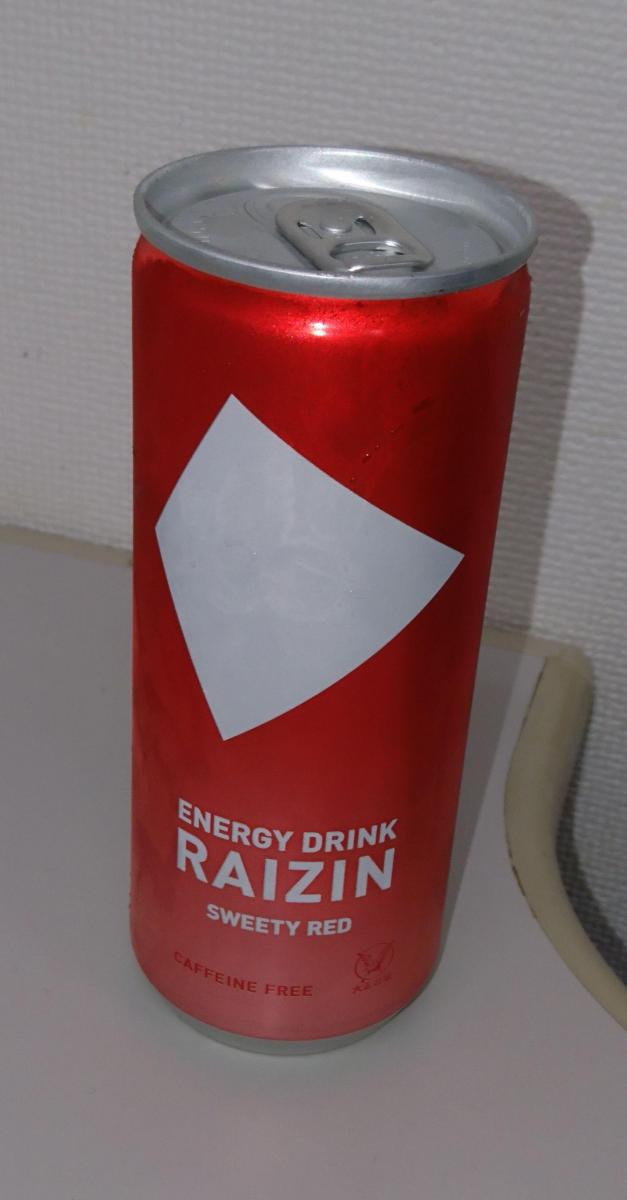 ENERGY DRINK
RAIZIN
SWEETY RED
CAFFEINE FREE